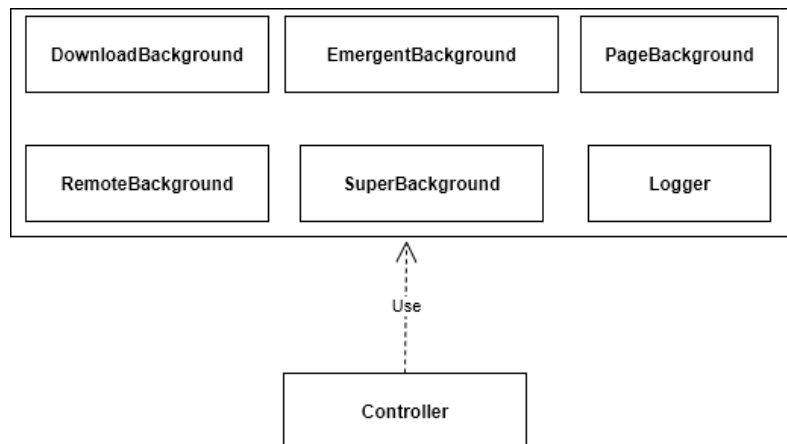 DownloadBackground
EmergentBackground
PageBackground
RemoteBackground
SuperBackground
Logger
Use
Controller